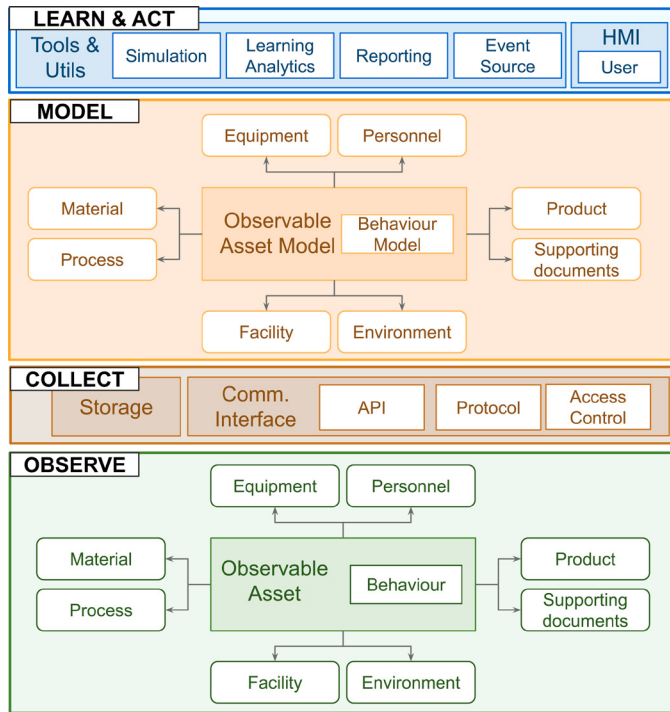 LEARN & ACT
Tools &
Utils
Simulation
Learning
Analytics
Reporting
Event
Source
HMI
User
MODEL
Equipment
Personnel
Material
Process
Observable
Asset Model
Behaviour
Model
Product
Supporting
documents
Facility
Environment
COLLECT
Storage
Comm.
Interface
API
Protocol
Access
Control
OBSERVE
Equipment
Personnel
Material
Process
Observable
Asset
Behaviour
Product
Supporting
documents
Facility
Environment